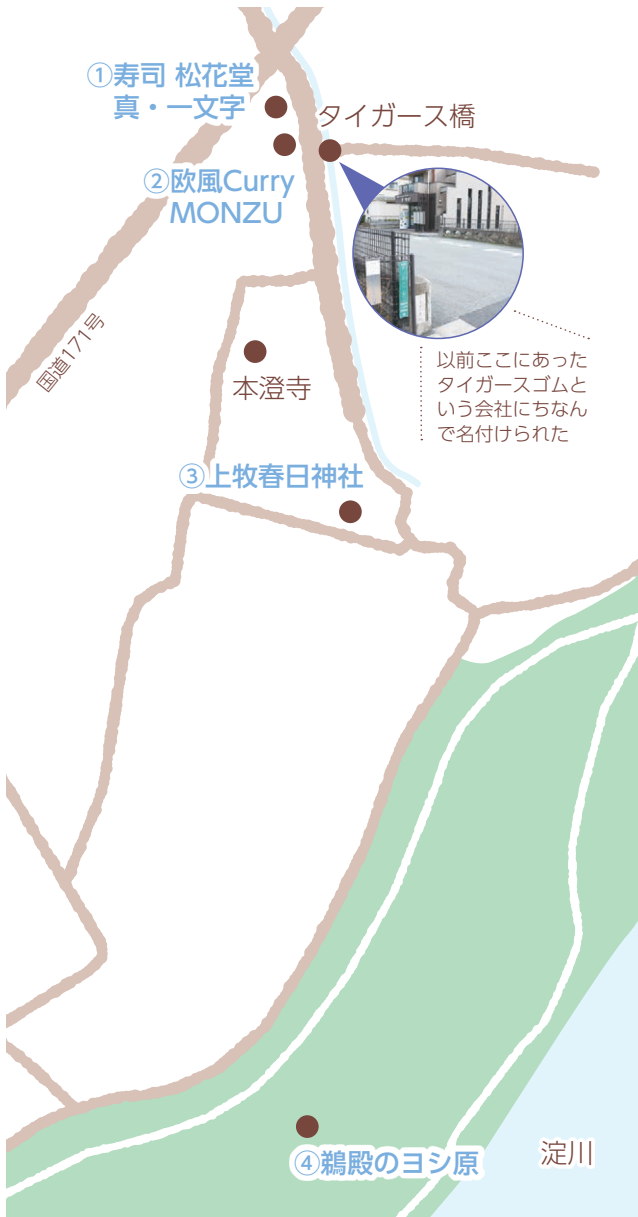 ①寿司 松花堂
真・一文字
タイガース橋
②欧風Curry
MONZU
国道171号
以前ここにあった
タイガースゴムと
いう会社にちなん
で名付けられた
本澄寺
③上牧春日神社
④鵜殿のヨシ原
淀川